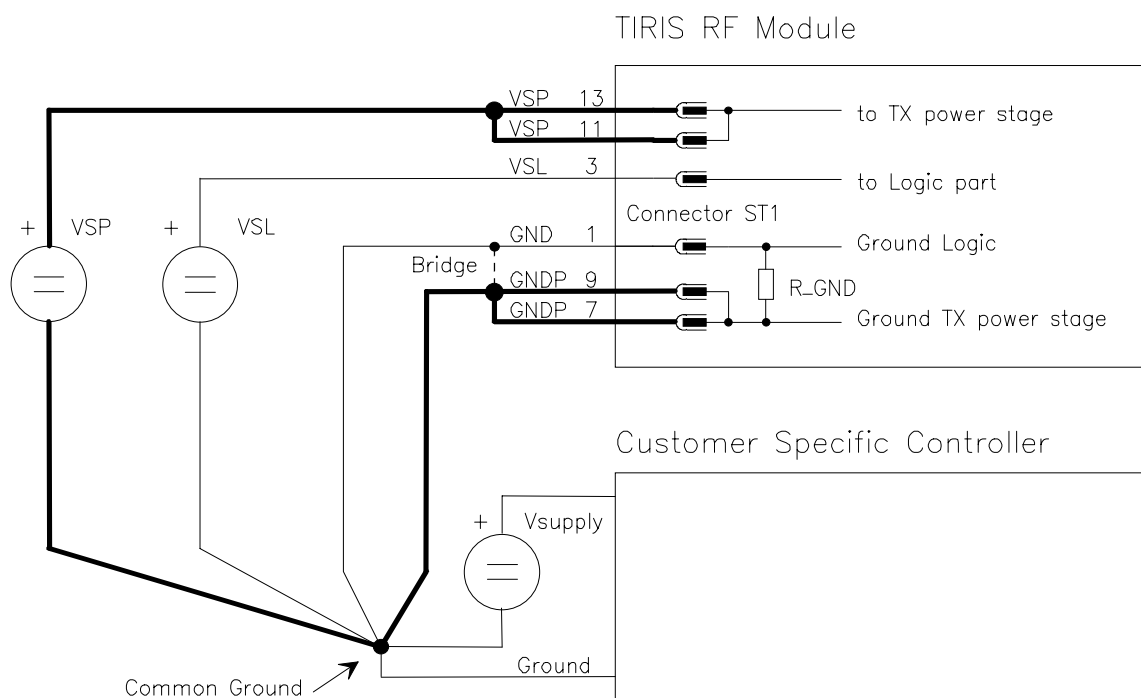 TIRIS RF Module
VSP 13
to TX power stage
VSP 11
VSL 3
to Logic part
Connector ST1
+ VSP
+ VSL
GND 1
Ground Logic
Bridge
GNDP 9
R_GND
GNDP 7
Ground TX power stage
Customer Specific Controller
+ Vsupply
Ground
Common Ground